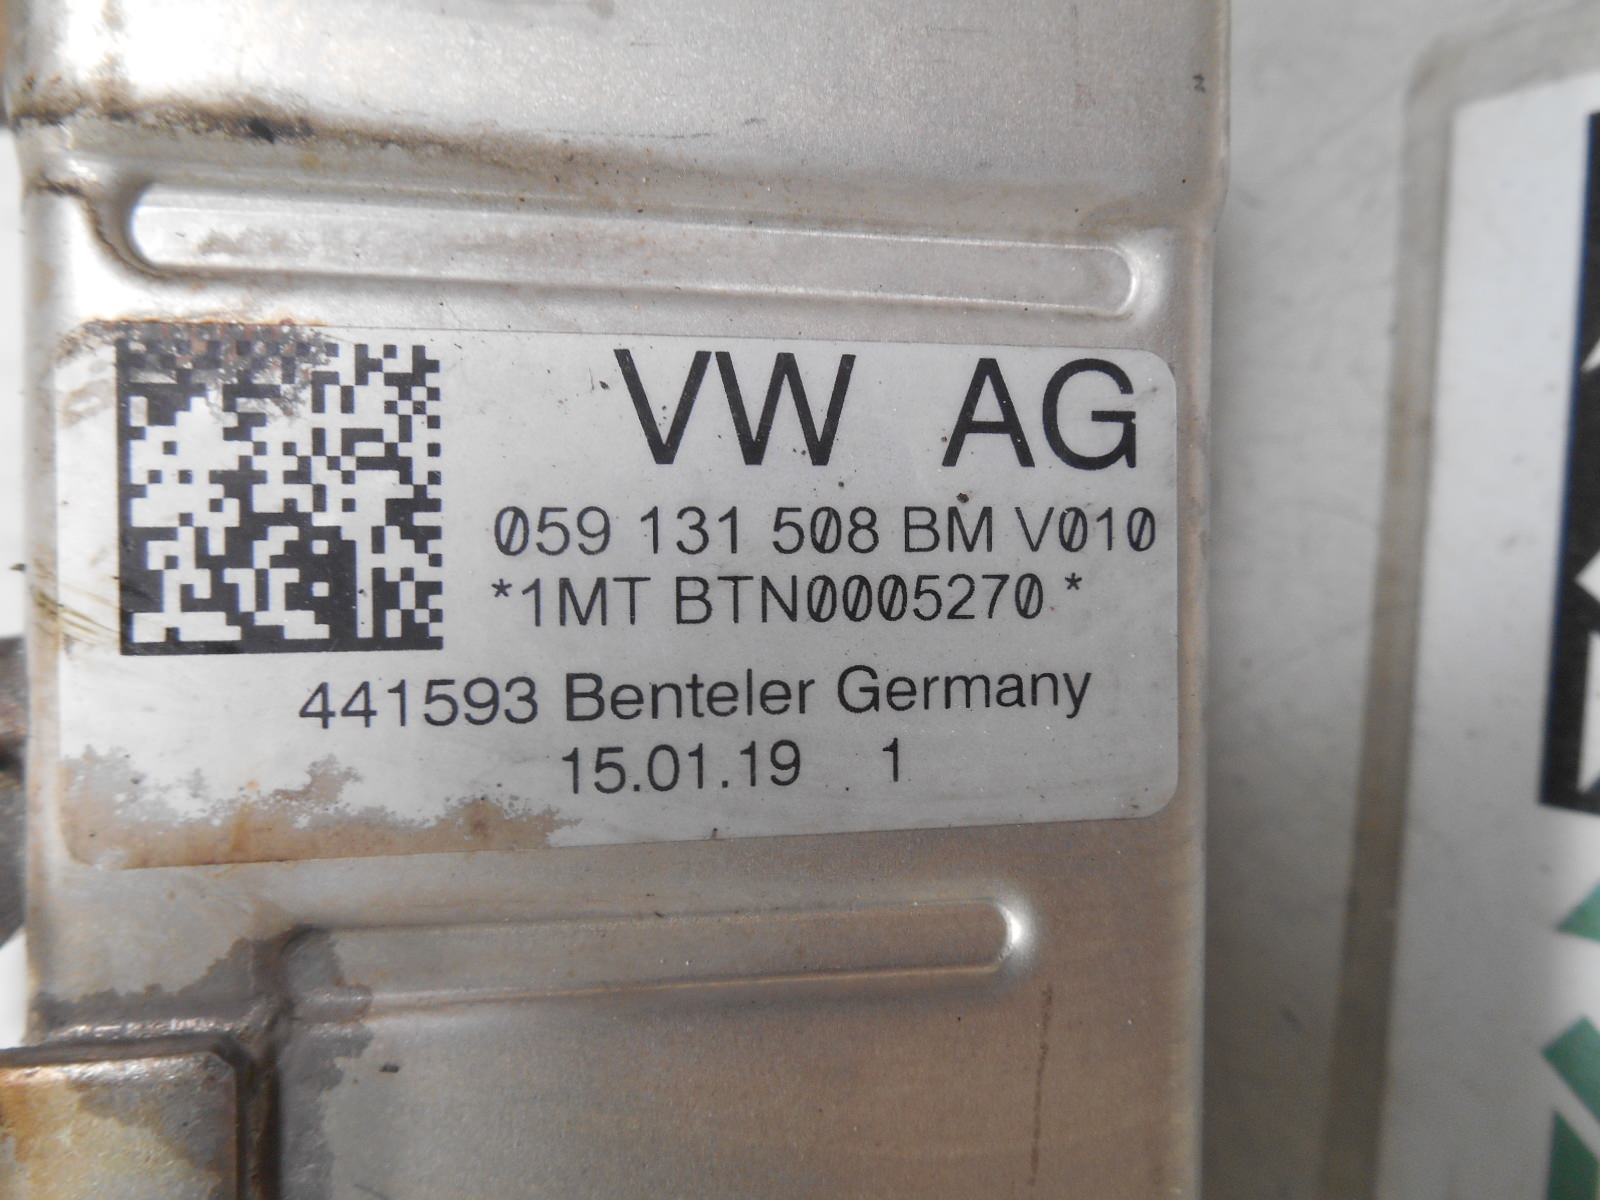 VW AG
059 131 508 BM V010
*1MT BTN0005270 *
441593 Benteler Germany
15.01.19 1